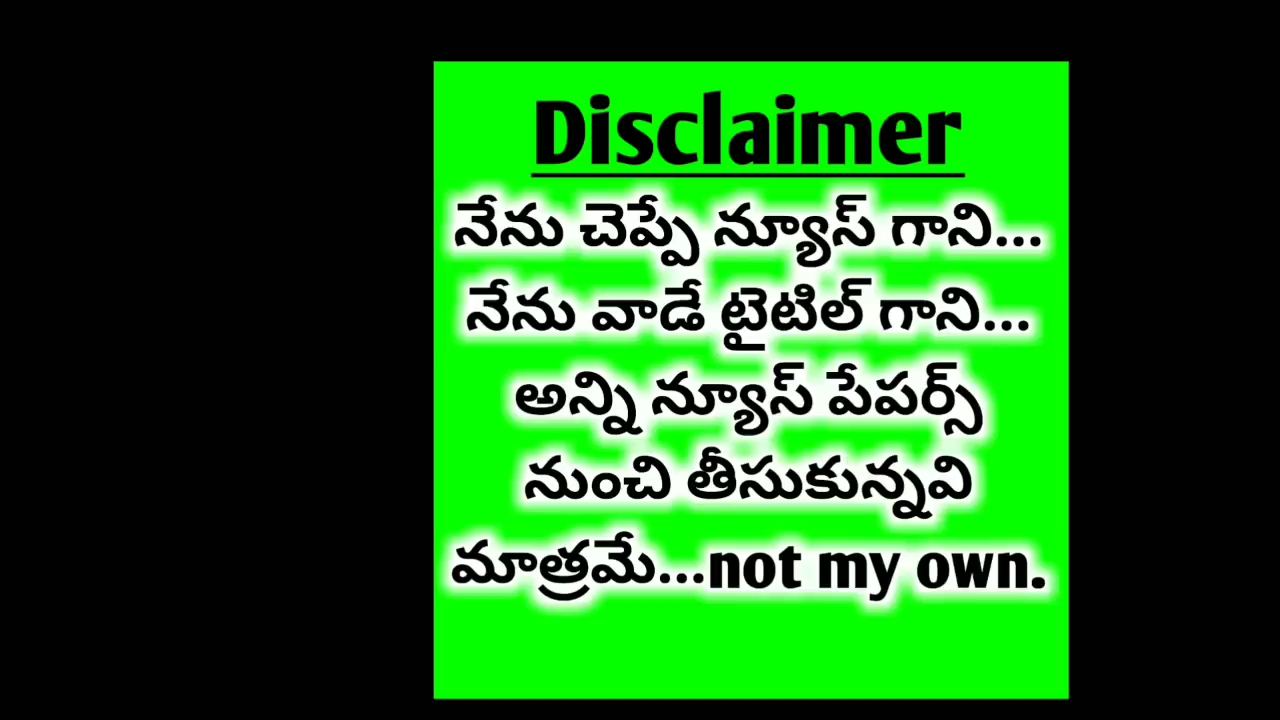 Disclaimer
నేను చెప్పే న్యూస్ గాని...
నేను వాడే టైటిల్ గాని...
అన్ని న్యూస్ పేపర్స్
నుంచి తీసుకున్నవి
మాత్రమే...not my own.